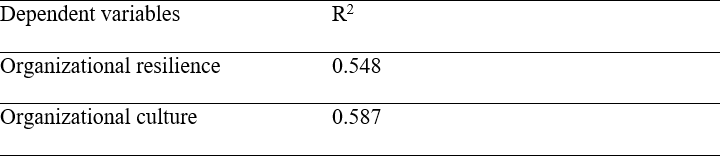 Dependent variables R²
Organizational resilience 0.548
Organizational culture 0.587